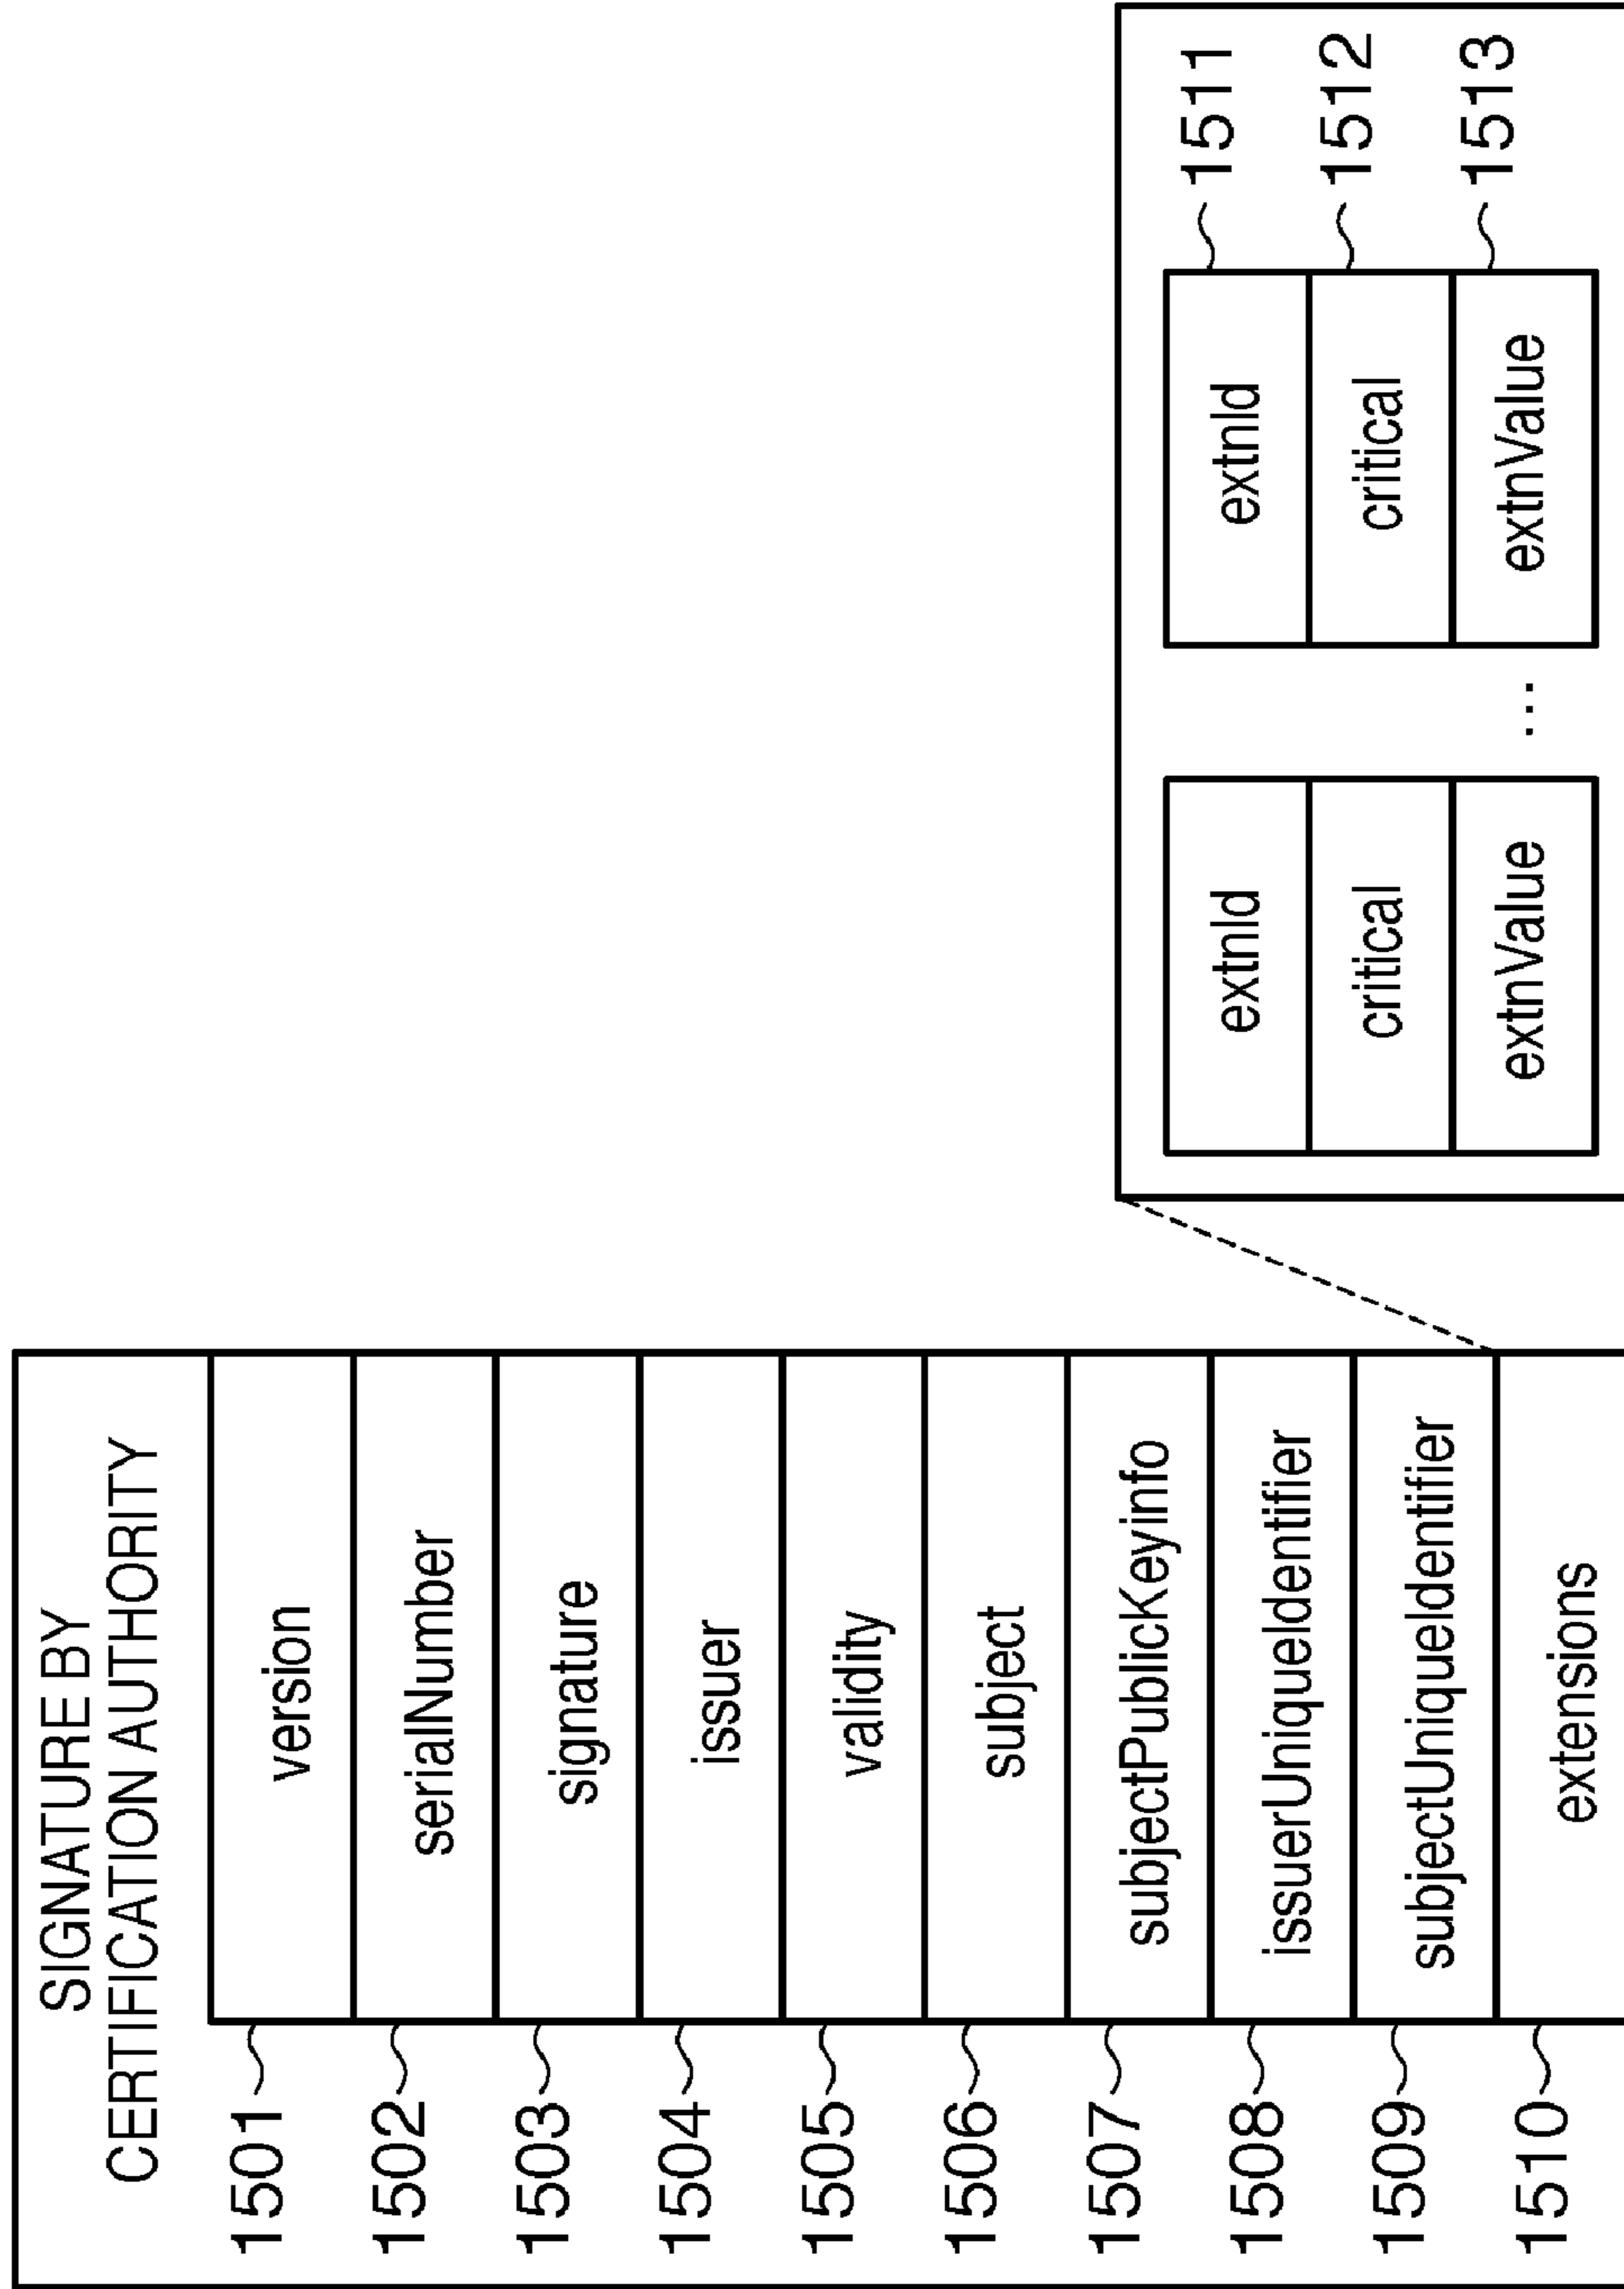 SIGNATURE BY
CERTIFICATION AUTHORITY
1501
version
1502
serialNumber
1503
signature
1504
issuer
1505
validity
1506
subject
1507
subjectPublicKeyinfo
1508
issuerUniqueIdentifier
1509
subjectUniqueIdentifier
1510
extensions
extnId
critical
extnValue
...
extnId
1511
critical
1512
extnValue
1513